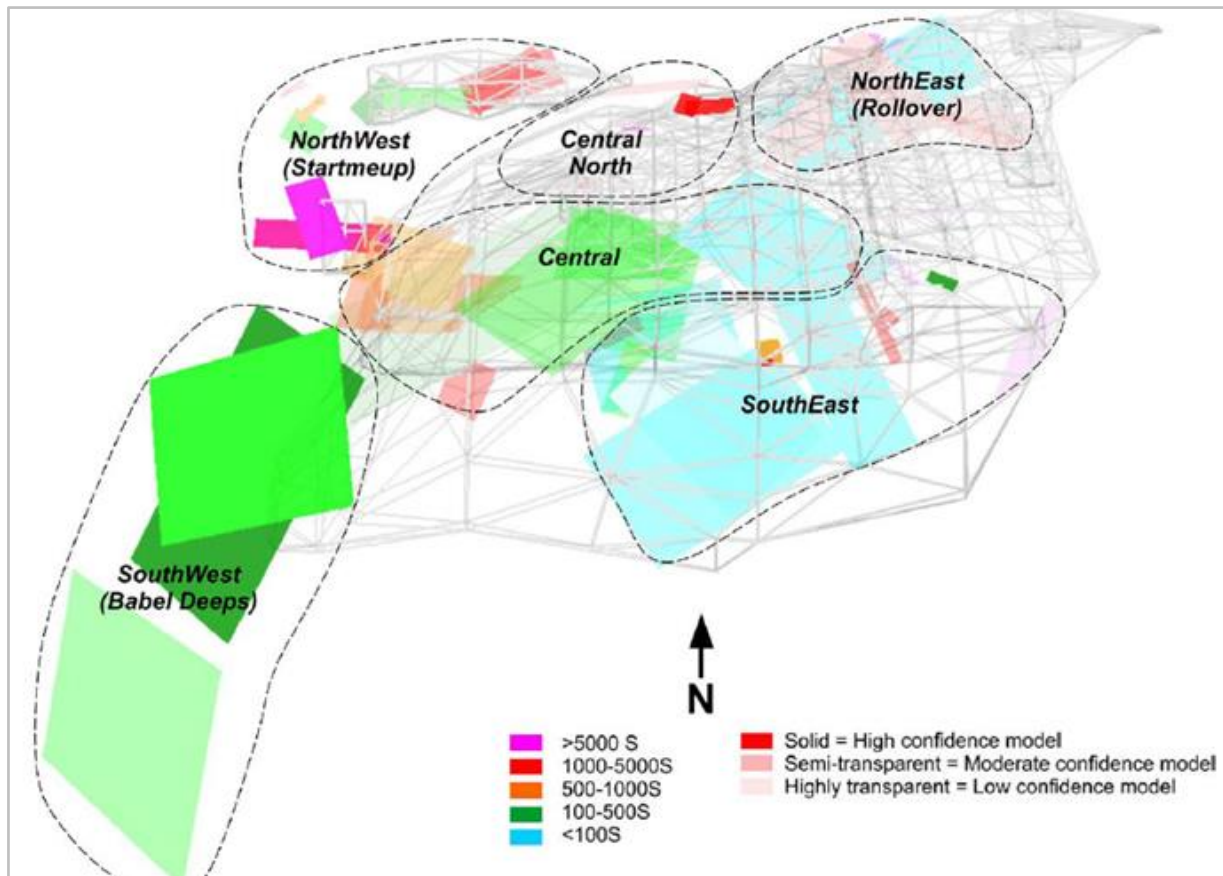 NorthEast
(Rollover)
NorthWest
(Startmeup)
Central
North
Central
SouthEast
SouthWest
(Babel Deeps)
N
>5000 S
1000-5000S
500-1000S
100-500S
<100S
Solid = High confidence model
Semi-transparent = Moderate confidence model
Highly transparent = Low confidence model